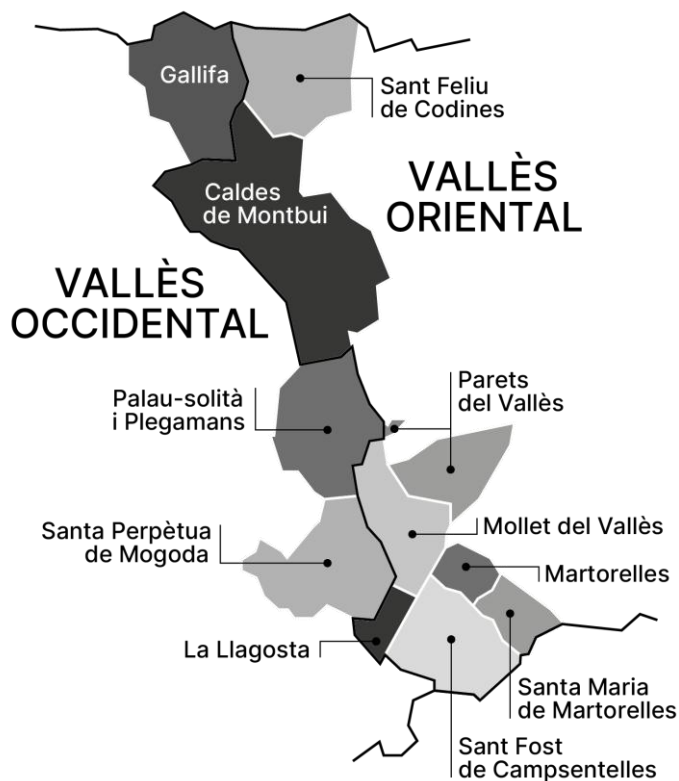 Gallifa
Sant Feliu
de Codines
Caldes
de Montbui
VALLÈS
ORIENTAL
VALLÈS
OCCIDENTAL
Palau-solità
i Plegamans
Parets
del Vallès
Santa Perpètua
de Mogoda
Mollet del Vallès
Martorelles
La Llagosta
Santa Maria
de Martorelles
Sant Fost
de Campsentelles